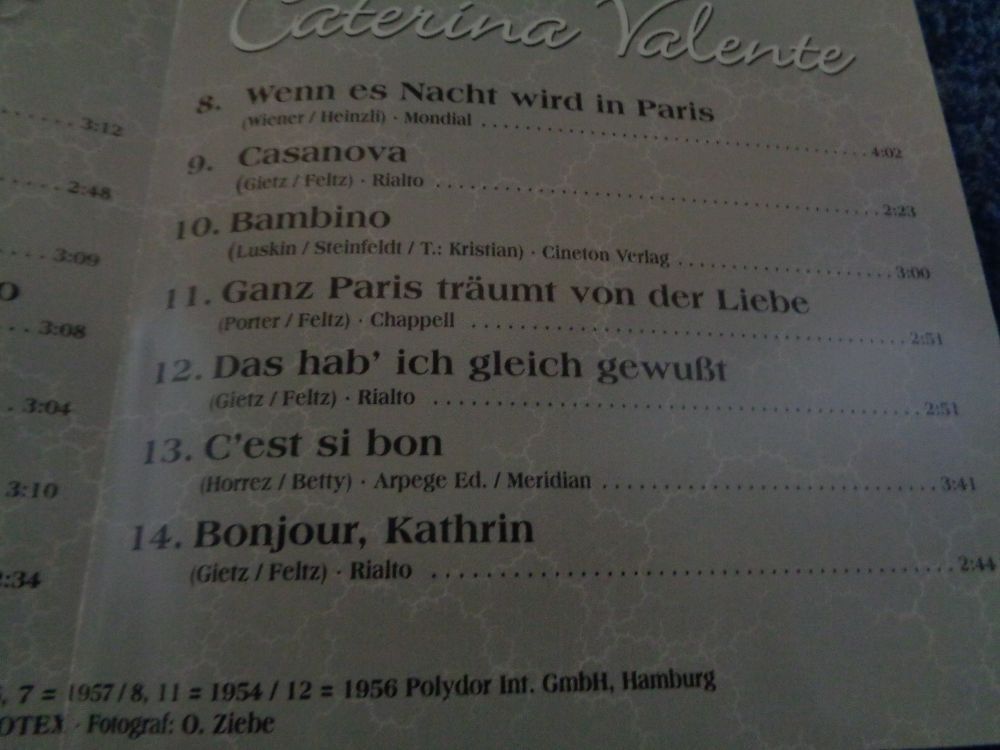 Caterina Valente
3:12
2:48
3:09
O
3:08
3:04
3:10
2:34
8. Wenn es Nacht wird in Paris
(Wiener / Heinzli) · Mondial ........ 4:02
9. Casanova
(Gietz / Feltz) · Rialto ........ 2:23
10. Bambino
(Luskin / Steinfeldt / T.: Kristian) · Cineton Verlag ........ 3:00
11. Ganz Paris träumt von der Liebe
(Porter / Feltz) · Chappell ........ 2:51
12. Das hab' ich gleich gewußt
(Gietz / Feltz) · Rialto ........ 2:51
13. C'est si bon
(Horrez / Betty) · Arpege Ed. / Meridian ........ 3:41
14. Bonjour, Kathrin
(Gietz / Feltz) · Rialto ........ 2:44
, 7 = 1957/8, 11 = 1954 / 12 = 1956 Polydor Int. GmbH, Hamburg
OTEX · Fotograf: O. Ziebe